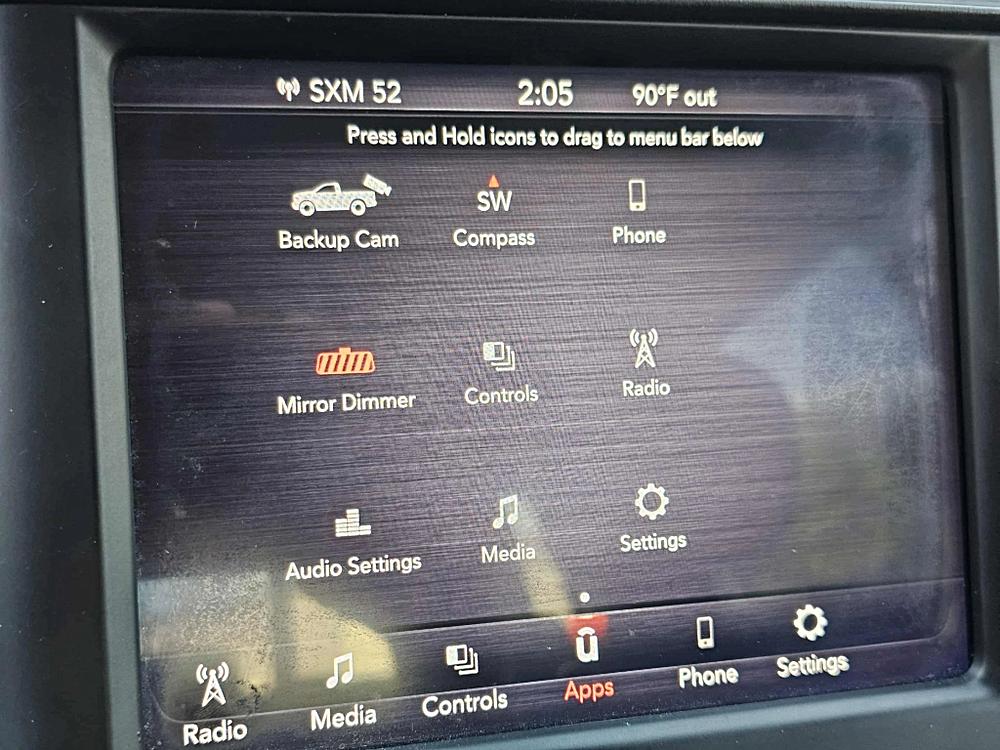 SXM 52 2:05 90°F out
Press and Hold icons to drag to menu bar below
SW
Backup Cam Compass Phone
Mirror Dimmer Controls Radio
Audio Settings Media Settings
ū
Radio Media Controls Apps Phone Settings